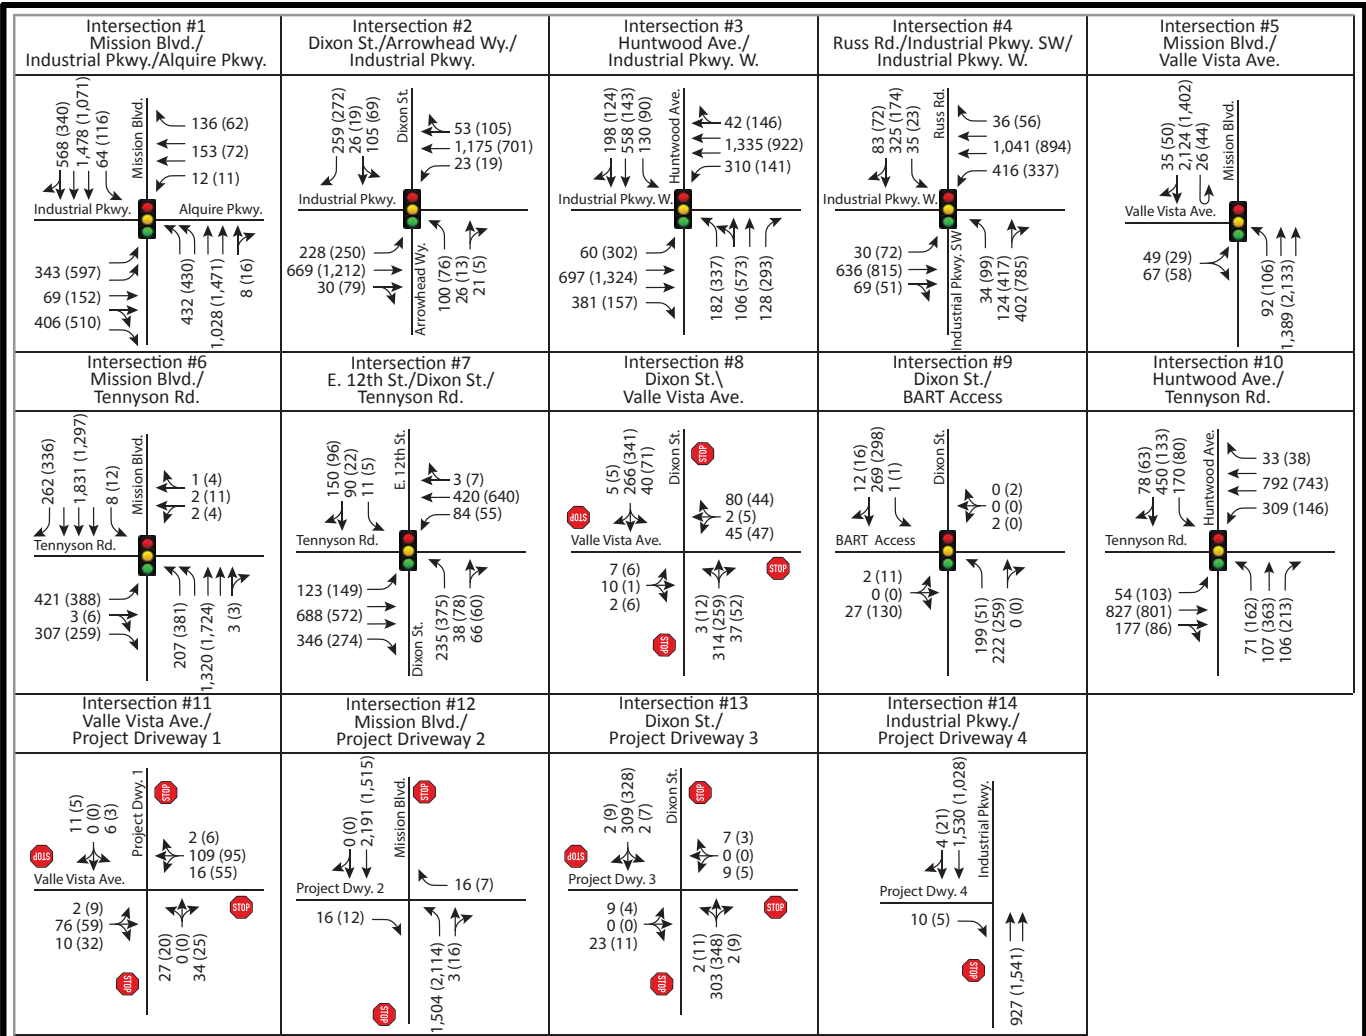 Intersection #1
Mission Blvd./
Industrial Pkwy./Alquire Pkwy.
568 (340)
1,478 (1,071)
64 (116)
Mission Blvd.
136 (62)
153 (72)
12 (11)
Industrial Pkwy.
Alquire Pkwy.
343 (597)
69 (152)
406 (510)
432 (430)
1,028 (1,471)
8 (16)
Intersection #2
Dixon St./Arrowhead Wy./
Industrial Pkwy.
259 (272)
26 (19)
105 (69)
Dixon St.
53 (105)
1,175 (701)
23 (19)
Industrial Pkwy.
228 (250)
669 (1,212)
30 (79)
Arrowhead Wy.
100 (76)
26 (13)
21 (5)
Intersection #3
Huntwood Ave./
Industrial Pkwy. W.
198 (124)
558 (143)
130 (90)
Huntwood Ave.
42 (146)
1,335 (922)
310 (141)
Industrial Pkwy. W.
60 (302)
697 (1,324)
381 (157)
182 (337)
106 (573)
128 (293)
Intersection #4
Russ Rd./Industrial Pkwy. SW/
Industrial Pkwy. W.
83 (72)
325 (174)
35 (23)
Russ Rd.
36 (56)
1,041 (894)
416 (337)
Industrial Pkwy. W.
30 (72)
636 (815)
69 (51)
Industrial Pkwy. SW
34 (99)
124 (417)
402 (785)
Intersection #5
Mission Blvd./
Valle Vista Ave.
35 (50)
2,124 (1,402)
26 (44)
Mission Blvd.
Valle Vista Ave.
49 (29)
67 (58)
92 (106)
1,389 (2,133)
Intersection #6
Mission Blvd./
Tennyson Rd.
262 (336)
1,831 (1,297)
8 (12)
Mission Blvd.
1 (4)
2 (11)
2 (4)
Tennyson Rd.
421 (388)
3 (6)
307 (259)
207 (381)
1,320 (1,724)
3 (3)
Intersection #7
E. 12th St./Dixon St./
Tennyson Rd.
150 (96)
90 (22)
11 (5)
E. 12th St.
3 (7)
420 (640)
84 (55)
Tennyson Rd.
123 (149)
688 (572)
346 (274)
Dixon St.
235 (375)
38 (78)
66 (60)
Intersection #8
Dixon St.\
Valle Vista Ave.
5 (5)
266 (341)
40 (71)
Dixon St.
STOP
STOP
80 (44)
2 (5)
45 (47)
Valle Vista Ave.
STOP
7 (6)
10 (1)
2 (6)
STOP
3 (12)
314 (259)
37 (52)
Intersection #9
Dixon St./
BART Access
12 (16)
269 (298)
1 (1)
Dixon St.
0 (2)
0 (0)
2 (0)
BART Access
2 (11)
0 (0)
27 (130)
199 (51)
222 (259)
0 (0)
Intersection #10
Huntwood Ave./
Tennyson Rd.
78 (63)
450 (133)
170 (80)
Huntwood Ave.
33 (38)
792 (743)
309 (146)
Tennyson Rd.
54 (103)
827 (801)
177 (86)
71 (162)
107 (363)
106 (213)
Intersection #11
Valle Vista Ave./
Project Driveway 1
11 (5)
0 (0)
6 (3)
Project Dwy. 1
STOP
STOP
2 (6)
109 (95)
16 (55)
Valle Vista Ave.
STOP
2 (9)
76 (59)
10 (32)
STOP
27 (20)
0 (0)
34 (25)
Intersection #12
Mission Blvd./
Project Driveway 2
0 (0)
2,191 (1,515)
Mission Blvd.
STOP
Project Dwy. 2
16 (7)
16 (12)
STOP
1,504 (2,114)
3 (16)
Intersection #13
Dixon St./
Project Driveway 3
2 (9)
309 (328)
2 (7)
Dixon St.
STOP
STOP
7 (3)
0 (0)
9 (5)
Project Dwy. 3
STOP
9 (4)
0 (0)
23 (11)
STOP
2 (11)
303 (348)
2 (9)
Intersection #14
Industrial Pkwy./
Project Driveway 4
4 (21)
1,530 (1,028)
Industrial Pkwy.
Project Dwy. 4
10 (5)
STOP
927 (1,541)